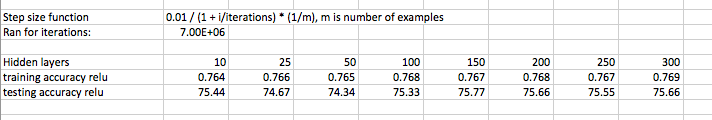 Step size function 0.01 / (1 + i/iterations) * (1/m), m is number of examples
Ran for iterations: 7.00E+06
Hidden layers 10 25 50 100 150 200 250 300
training accuracy relu 0.764 0.766 0.765 0.768 0.767 0.768 0.767 0.769
testing accuracy relu 75.44 74.67 74.34 75.33 75.77 75.66 75.55 75.66